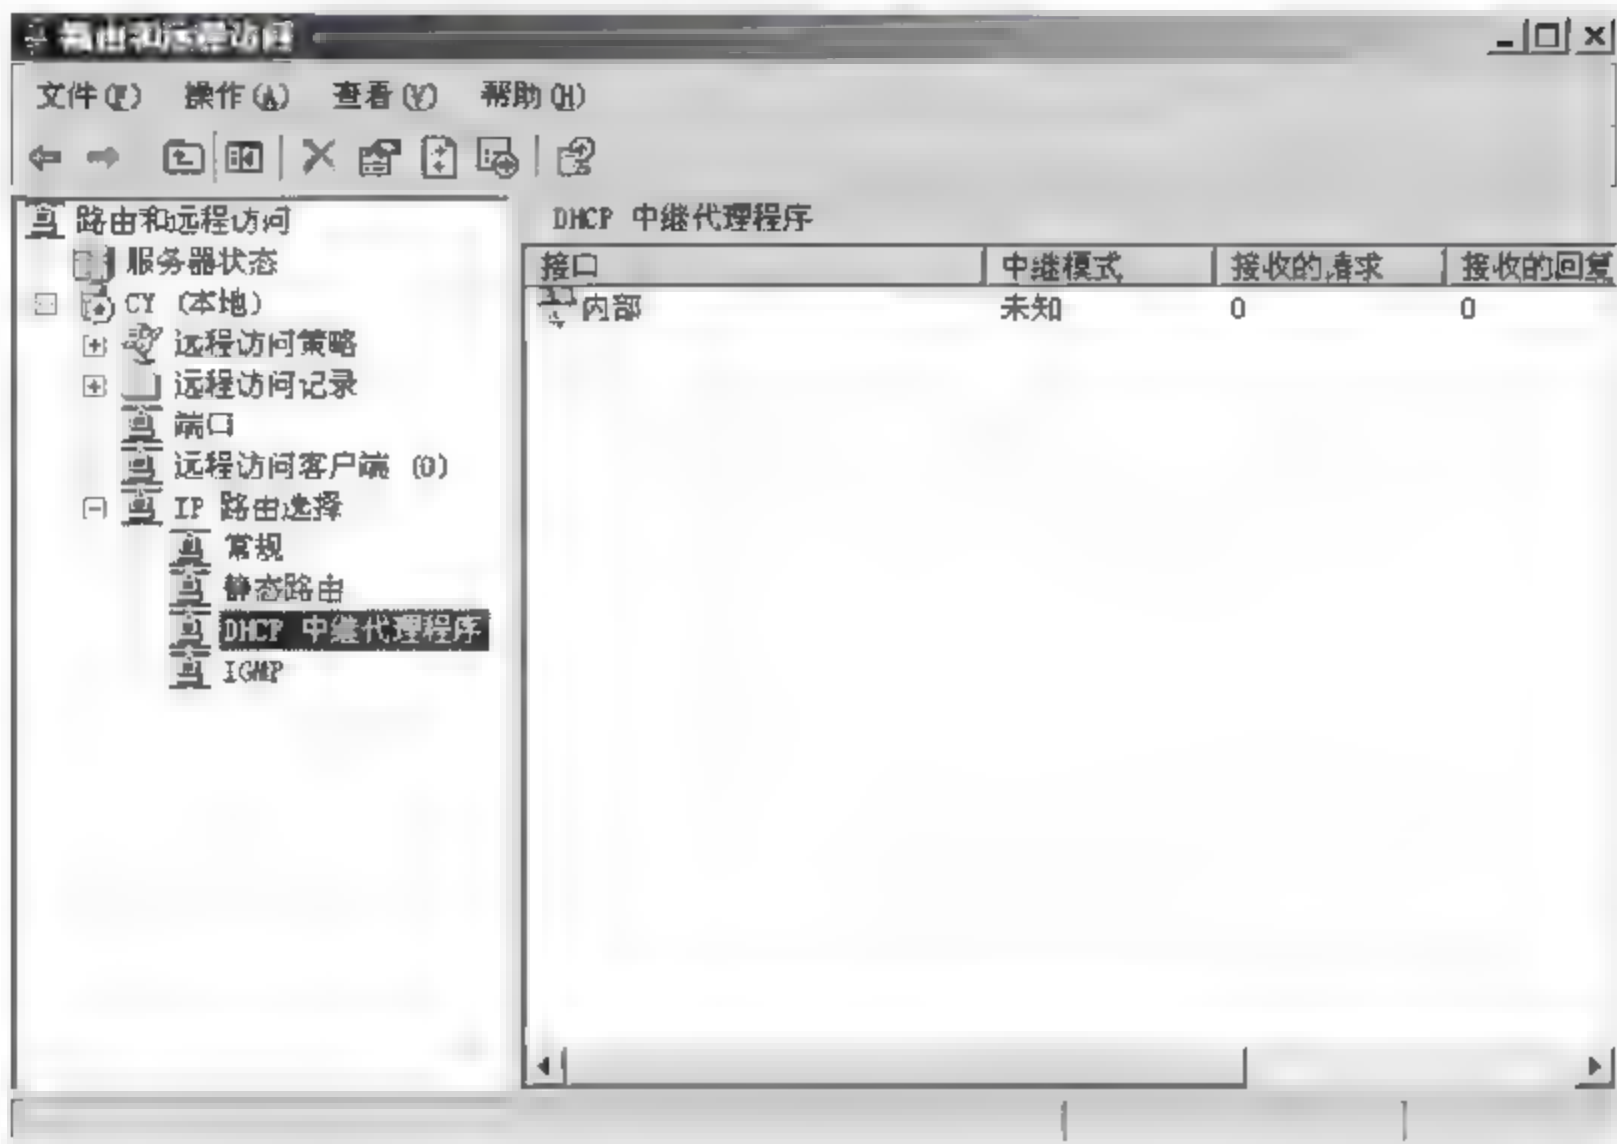 路由和远程访问
文件(F) 操作(A) 查看(V) 帮助(H)
路由和远程访问
服务器状态
CY (本地)
远程访问策略
远程访问记录
端口
远程访问客户端 (0)
IP 路由选择
常规
静态路由
DHCP 中继代理程序
IGMP
DHCP 中继代理程序
接口 中继模式 接收的请求 接收的回复
内部 未知 0 0